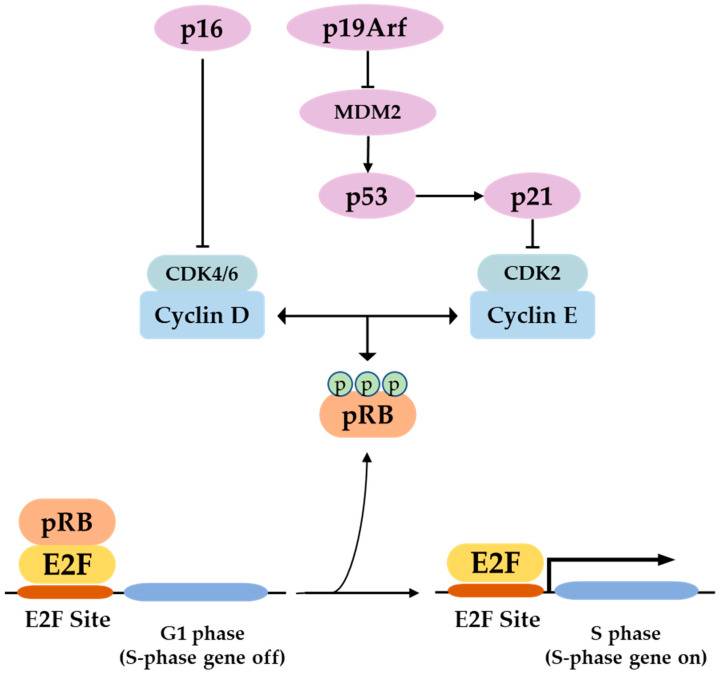 p16
p19Arf
MDM2
p53
p21
CDK4/6
Cyclin D
CDK2
Cyclin E
p p p
pRB
pRB
E2F
E2F Site
G1 phase
(S-phase gene off)
E2F
E2F Site
S phase
(S-phase gene on)